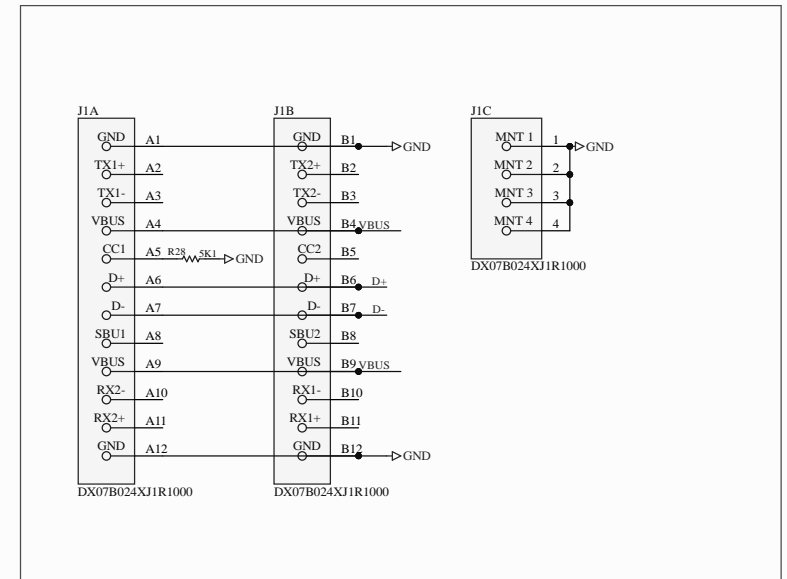 J1A J1B J1C
GND A1 GND B1 GND MNT 1 1 GND
TX1+ A2 TX2+ B2 MNT 2 2
TX1- A3 TX2- B3 MNT 3 3
VBUS A4 VBUS B4 VBUS MNT 4 4
CC1 A5 R28 5K1 GND CC2 B5
DX07B024XJ1R1000
D+ A6 D+ B6 D+
D- A7 D- B7 D-
SBU1 A8 SBU2 B8
VBUS A9 VBUS B9 VBUS
RX2- A10 RX1- B10
RX2+ A11 RX1+ B11
GND A12 GND B12 GND
DX07B024XJ1R1000 DX07B024XJ1R1000